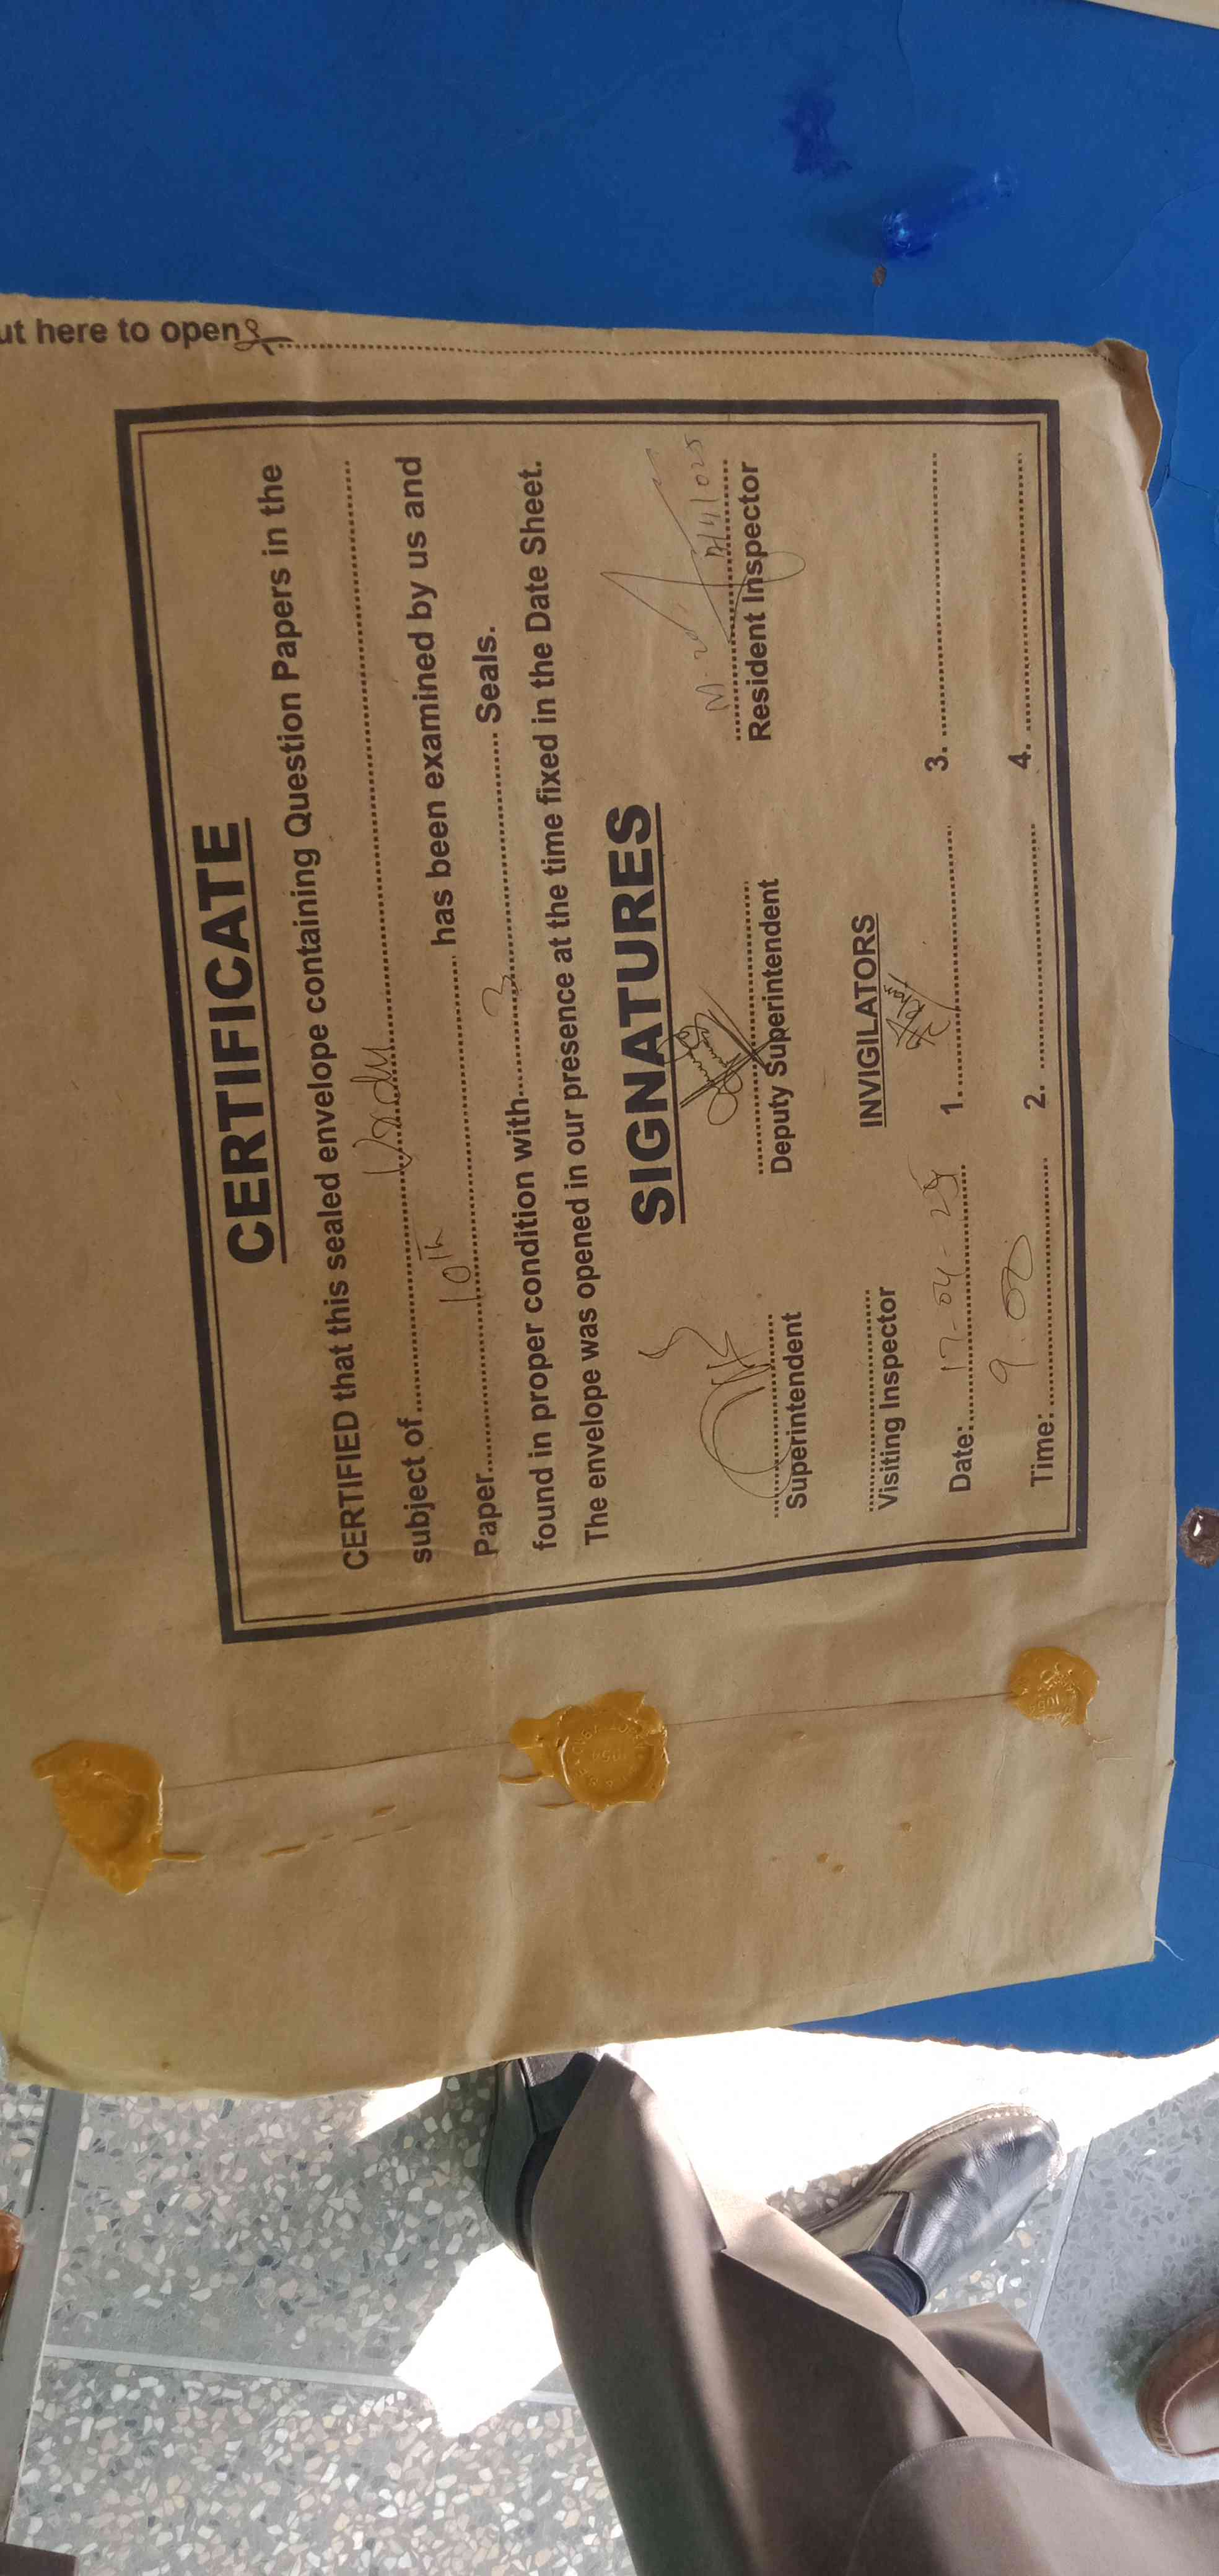 ut here to open
CERTIFICATE
CERTIFIED that this sealed envelope containing Question Papers in the
subject of Urdu
Paper 10th has been examined by us and
found in proper condition with 3 Seals.
The envelope was opened in our presence at the time fixed in the Date Sheet.
SIGNATURES
Superintendent Deputy Superintendent Resident Inspector
Visiting Inspector INVIGILATORS
Date: 17-04-25 1. 3.
Time: 9:00 2. 4.